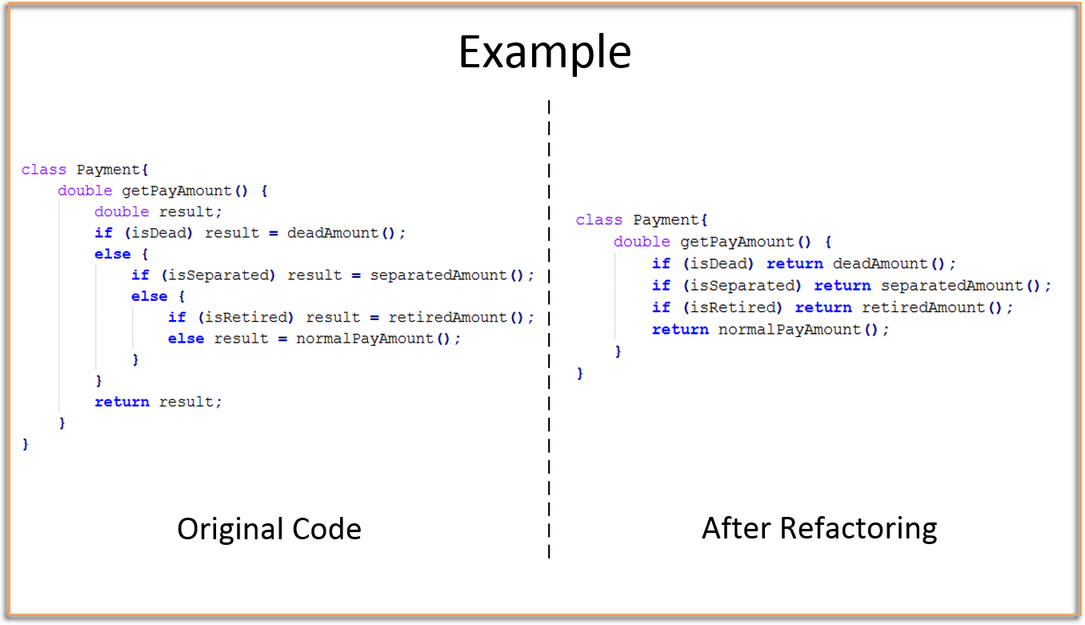 Example
class Payment{
    double getPayAmount() {
        double result;
        if (isDead) result = deadAmount();
        else {
            if (isSeparated) result = separatedAmount();
            else {
                if (isRetired) result = retiredAmount();
                else result = normalPayAmount();
            }
        }
        return result;
    }
}
Original Code
class Payment{
    double getPayAmount() {
        if (isDead) return deadAmount();
        if (isSeparated) return separatedAmount();
        if (isRetired) return retiredAmount();
        return normalPayAmount();
    }
}
After Refactoring